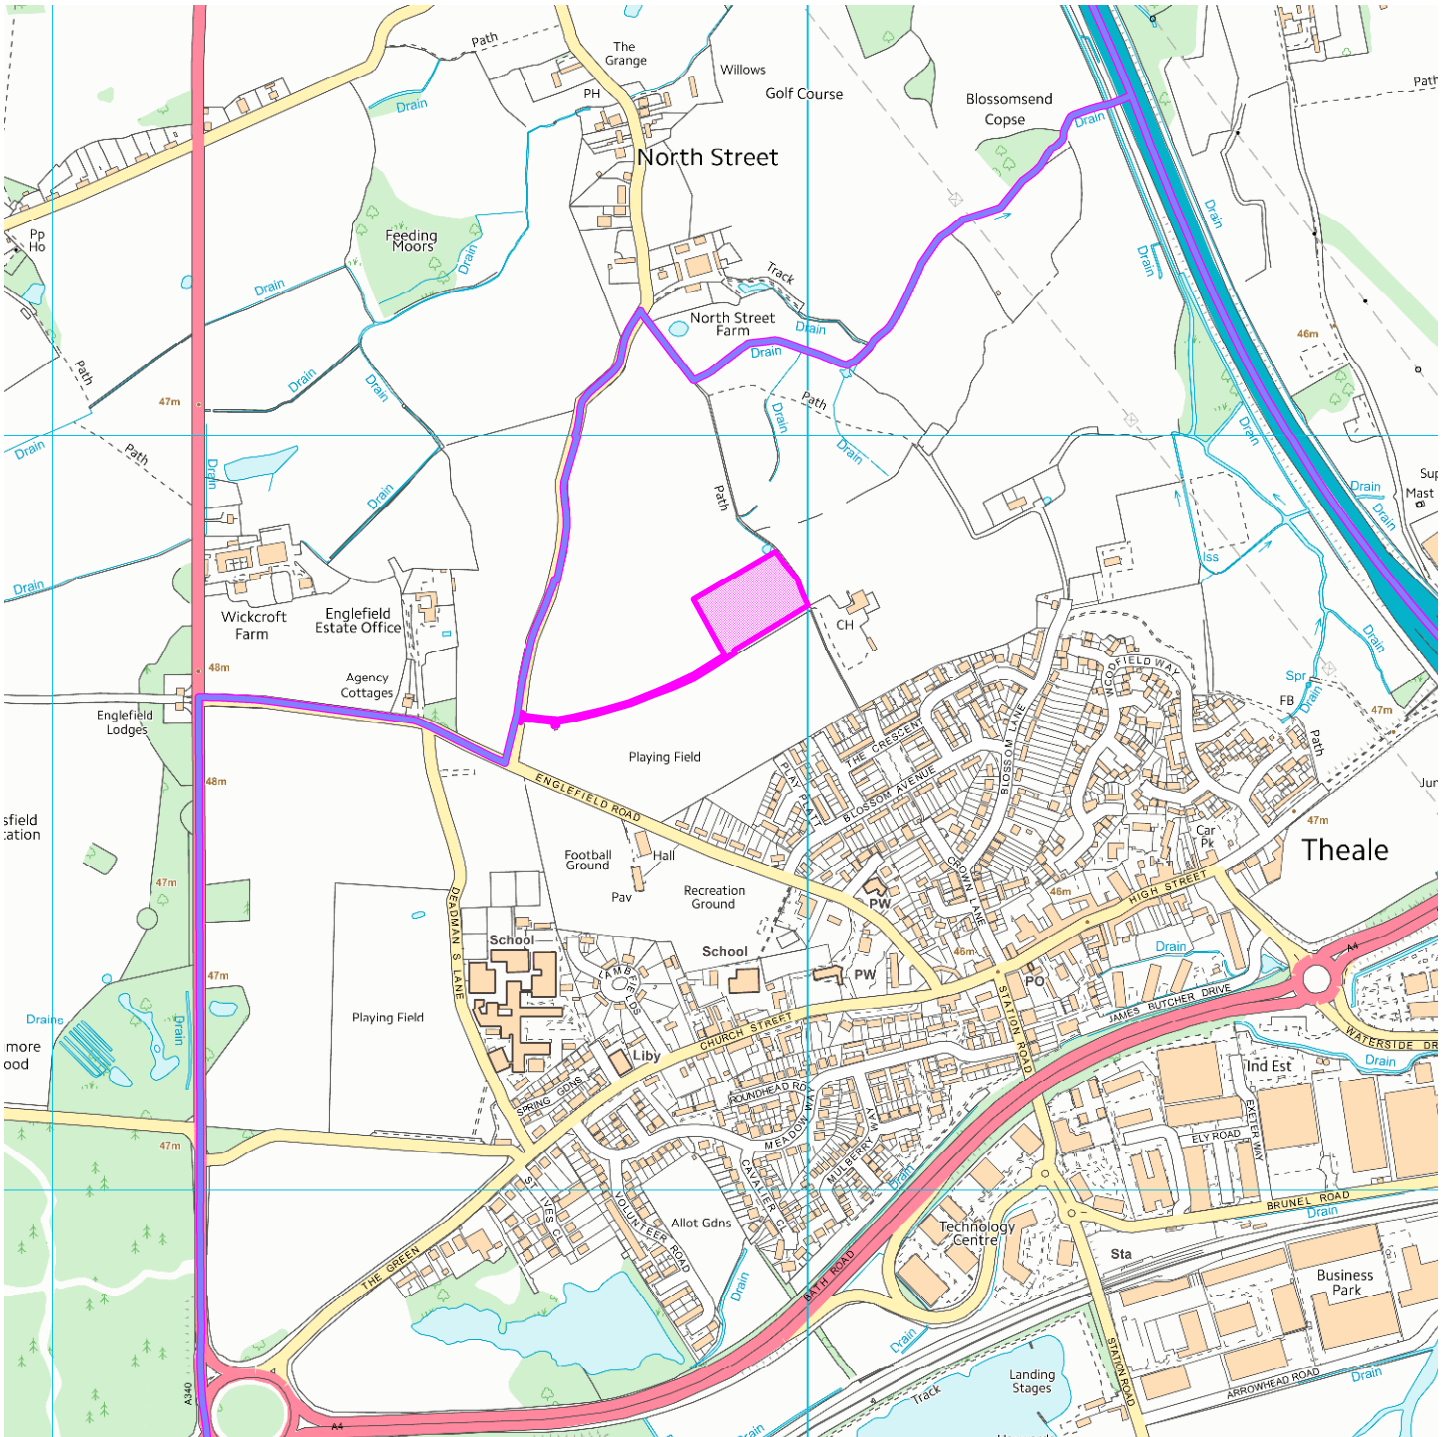 Path
The
Grange
Willows
PH
Drain
Golf Course
Blossomsend
Copse
Drain
Path
North Street
Pp
Ho
Feeding
Moors
Drain
Drain
Drain
Drain
Track
North Street
Farm
Drain
Drain
46m
Path
Drain
47m
Drain
Path
Drain
Path
Drain
Drain
Drain
Drain
Drain
Path
Drain
Sup
Mast
Drain
Drain
Iss
Drain
Wickcroft
Farm
Englefield
Estate Office
CH
Drain
48m
Agency
Cottages
WOODFIELD WAY
Spr
FB
Drain
47m
Englefield
Lodges
THE CRESCENT
BLOSSOM LANE
Path
Playing Field
48m
ENGLEFIELD ROAD
PLAY PLATT
BLOSSOM AVENUE
Jun
sfield
cation
47m
Car
Pk
Theale
Football
Ground
Hall
47m
Pav
Recreation
Ground
CROWN LANE
46m
HIGH STREET
PW
DEADMAN S LANE
School
School
46m
A4
Drain
47m
LAMBFIELDS
PW
PO
JAMES BUTCHER DRIVE
Drains
Drain
Playing Field
CHURCH STREET
STATION ROAD
WATERSIDE DR
more
ood
Liby
Drain
Ind Est
SPRING GDNS
ROUNDHEAD RD
MEADOW WAY
EXETER WAY
47m
MULBERRY WAY
ELY ROAD
ST IVES CL
CAVALIER CL
Drain
VOLUNTEER ROAD
Allot Gdns
BRUNEL ROAD
Drain
Technology
Centre
Sta
THE GREEN
Drain
BATH ROAD
Business
Park
Drain
STATION ROAD
Landing
Stages
Track
ARROWHEAD ROAD
Drain
A340
A4
Drain